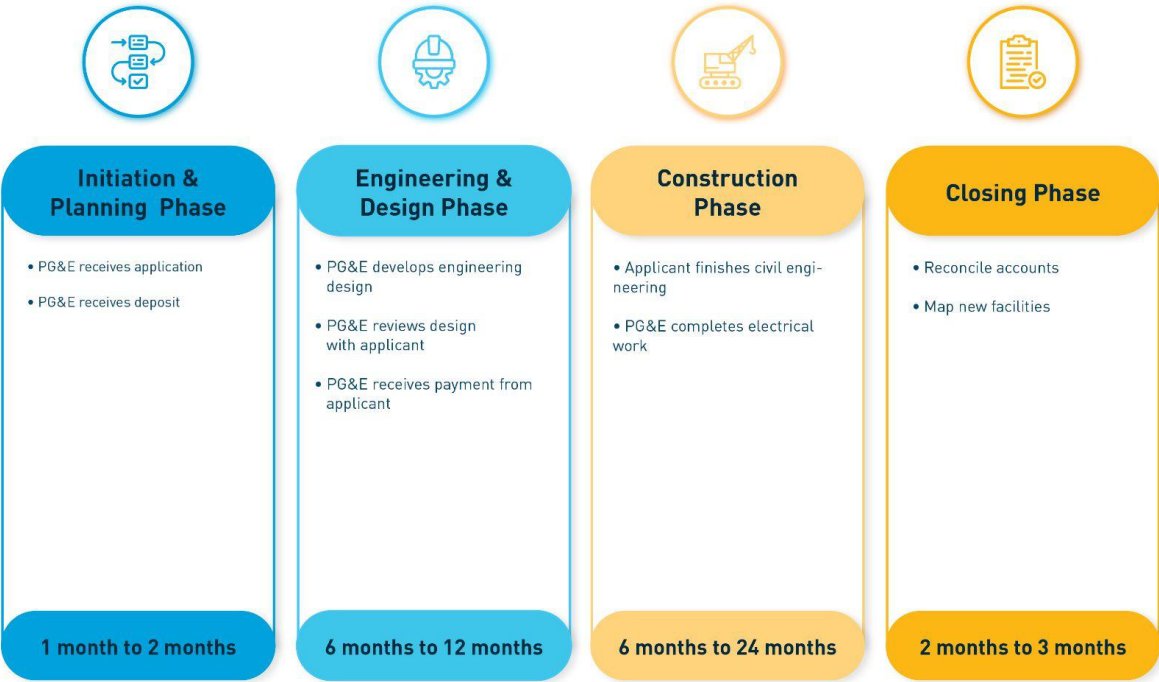 Initiation &
Planning Phase
• PG&E receives application
• PG&E receives deposit
1 month to 2 months
Engineering &
Design Phase
• PG&E develops engineering
design
• PG&E reviews design
with applicant
• PG&E receives payment from
applicant
6 months to 12 months
Construction
Phase
• Applicant finishes civil engi-
neering
• PG&E completes electrical
work
6 months to 24 months
Closing Phase
• Reconcile accounts
• Map new facilities
2 months to 3 months